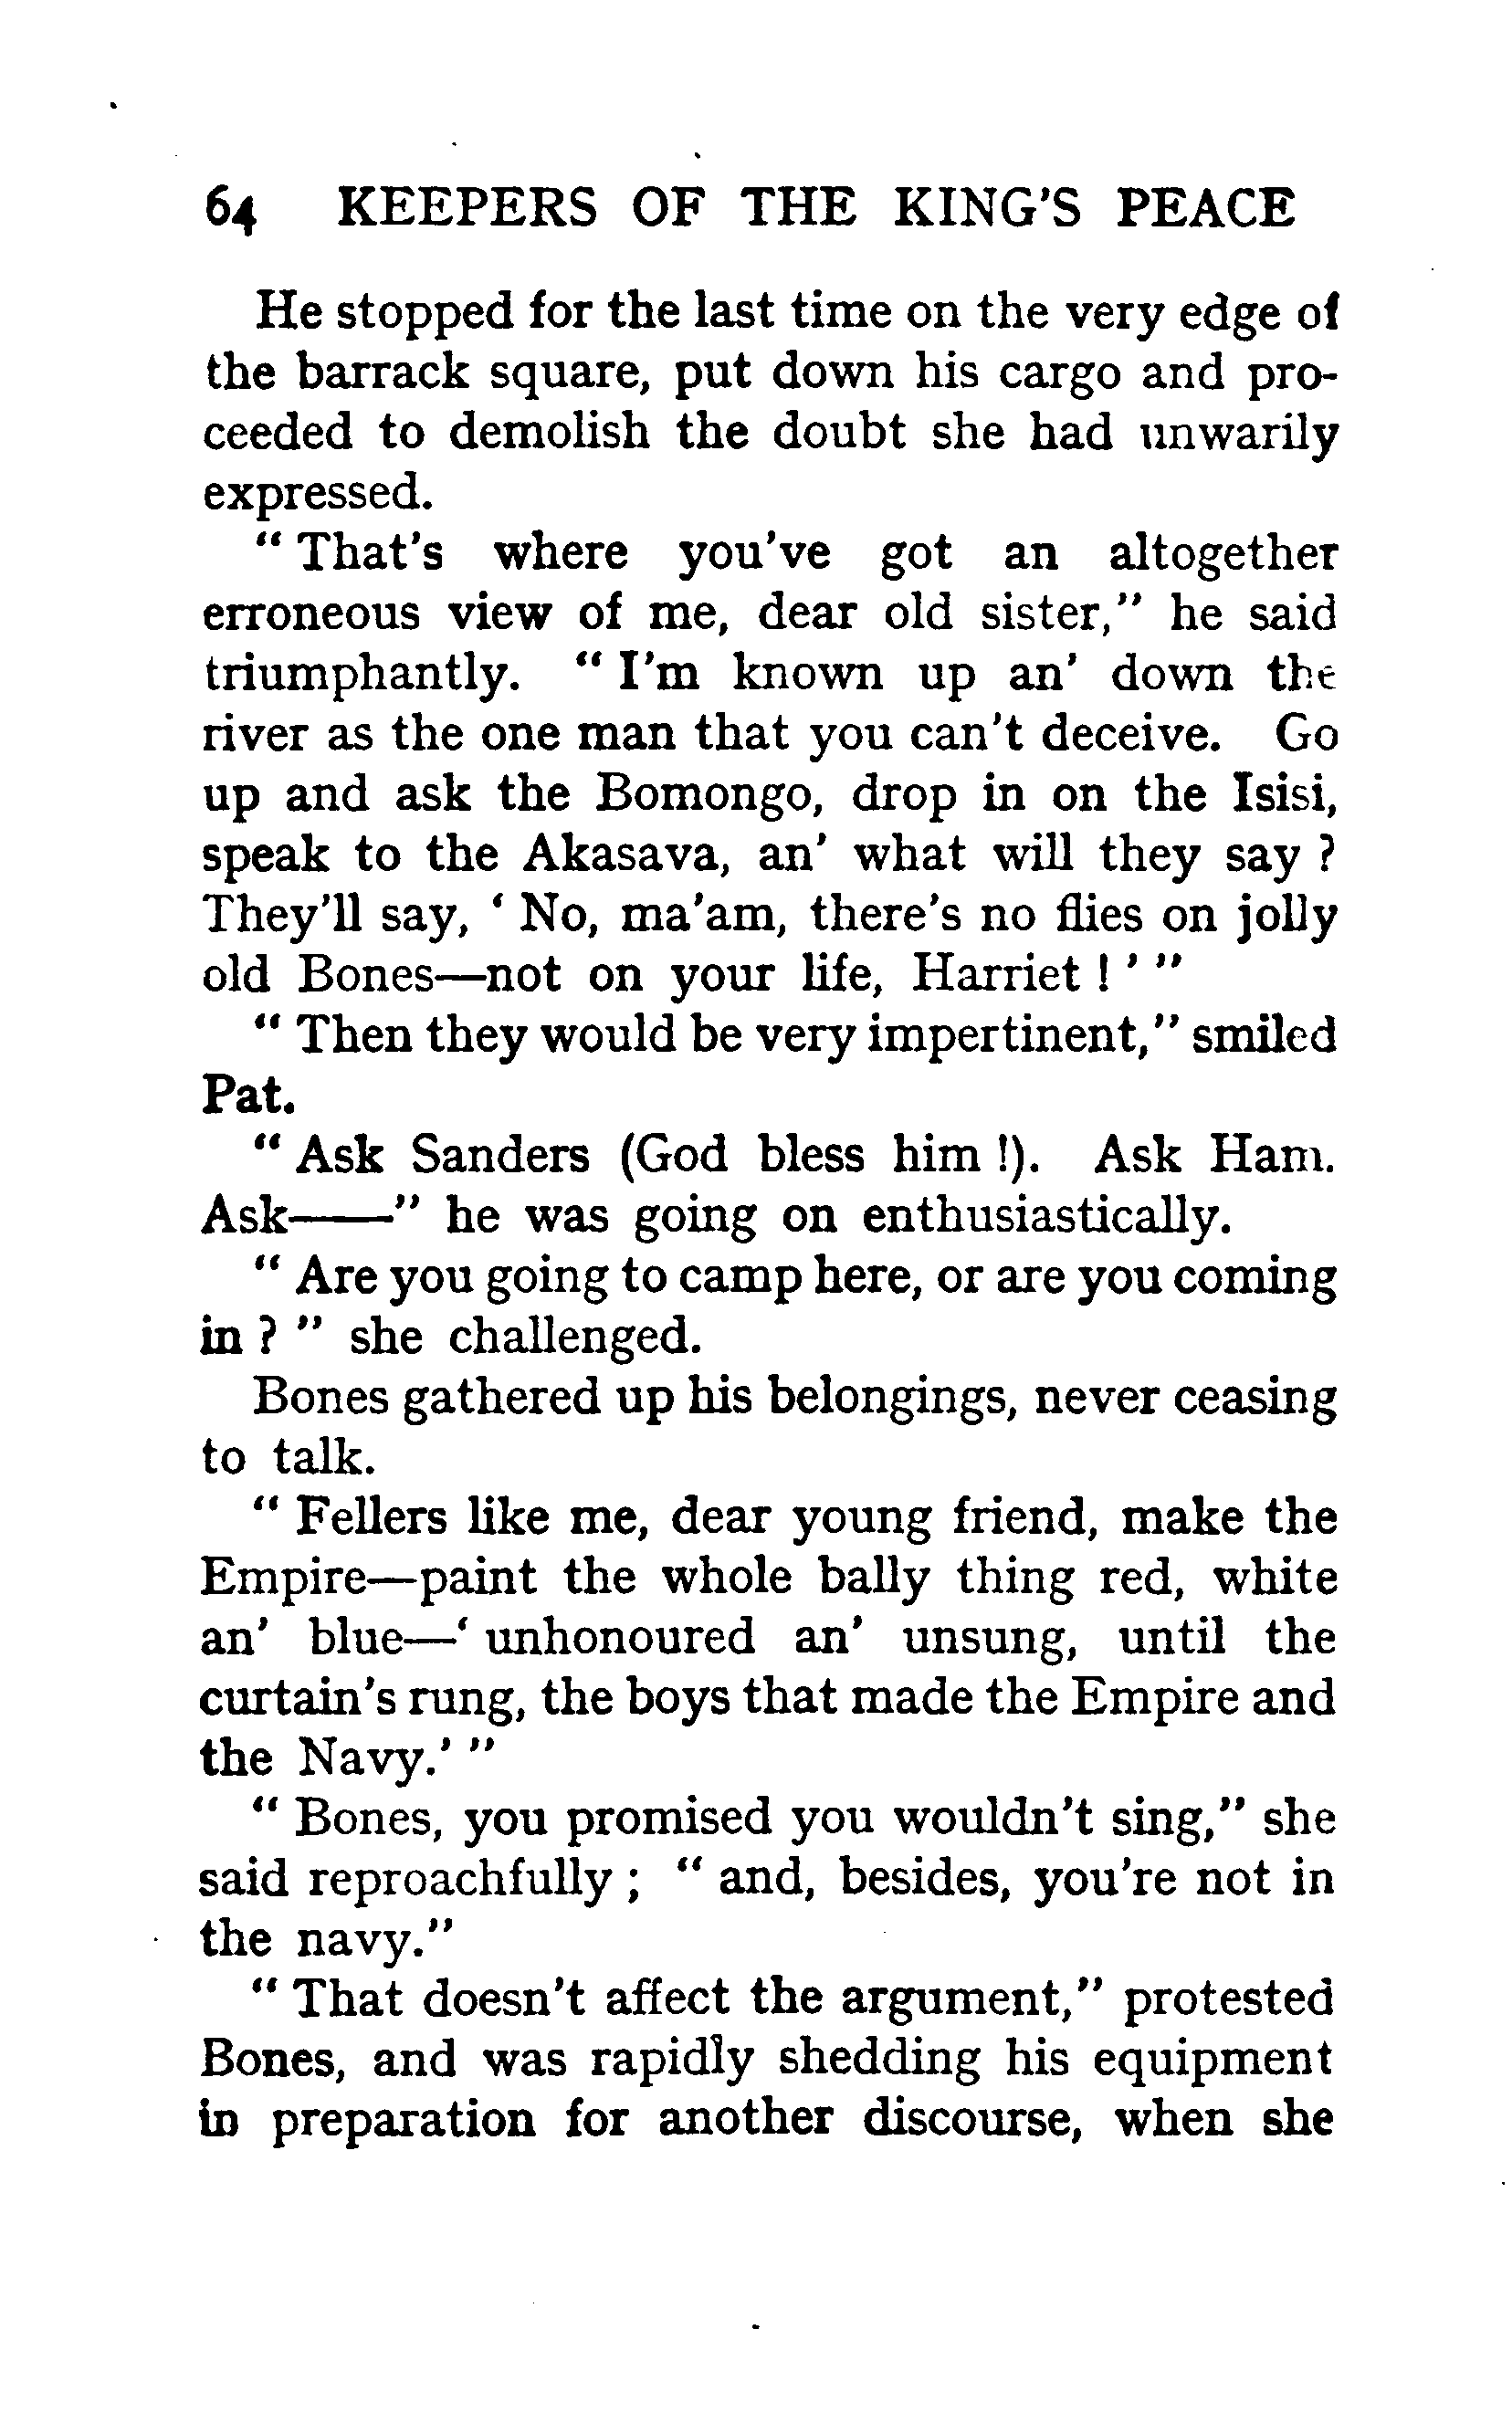 64 KEEPERS OF THE KING'S PEACE
He stopped for the last time on the very edge of
the barrack square, put down his cargo and pro-
ceeded to demolish the doubt she had unwarily
expressed.
" That's where you've got an altogether
erroneous view of me, dear old sister," he said
triumphantly. " I'm known up an' down the
river as the one man that you can't deceive. Go
up and ask the Bomongo, drop in on the Isisi,
speak to the Akasava, an' what will they say ?
They'll say, ' No, ma'am, there's no flies on jolly
old Bones—not on your life, Harriet ! ' "
" Then they would be very impertinent," smiled
Pat.
" Ask Sanders (God bless him !). Ask Ham.
Ask——" he was going on enthusiastically.
" Are you going to camp here, or are you coming
in ? " she challenged.
Bones gathered up his belongings, never ceasing
to talk.
" Fellers like me, dear young friend, make the
Empire—paint the whole bally thing red, white
an' blue—' unhonoured an' unsung, until the
curtain's rung, the boys that made the Empire and
the Navy.' "
" Bones, you promised you wouldn't sing," she
said reproachfully ; " and, besides, you're not in
the navy."
" That doesn't affect the argument," protested
Bones, and was rapidly shedding his equipment
in preparation for another discourse, when she